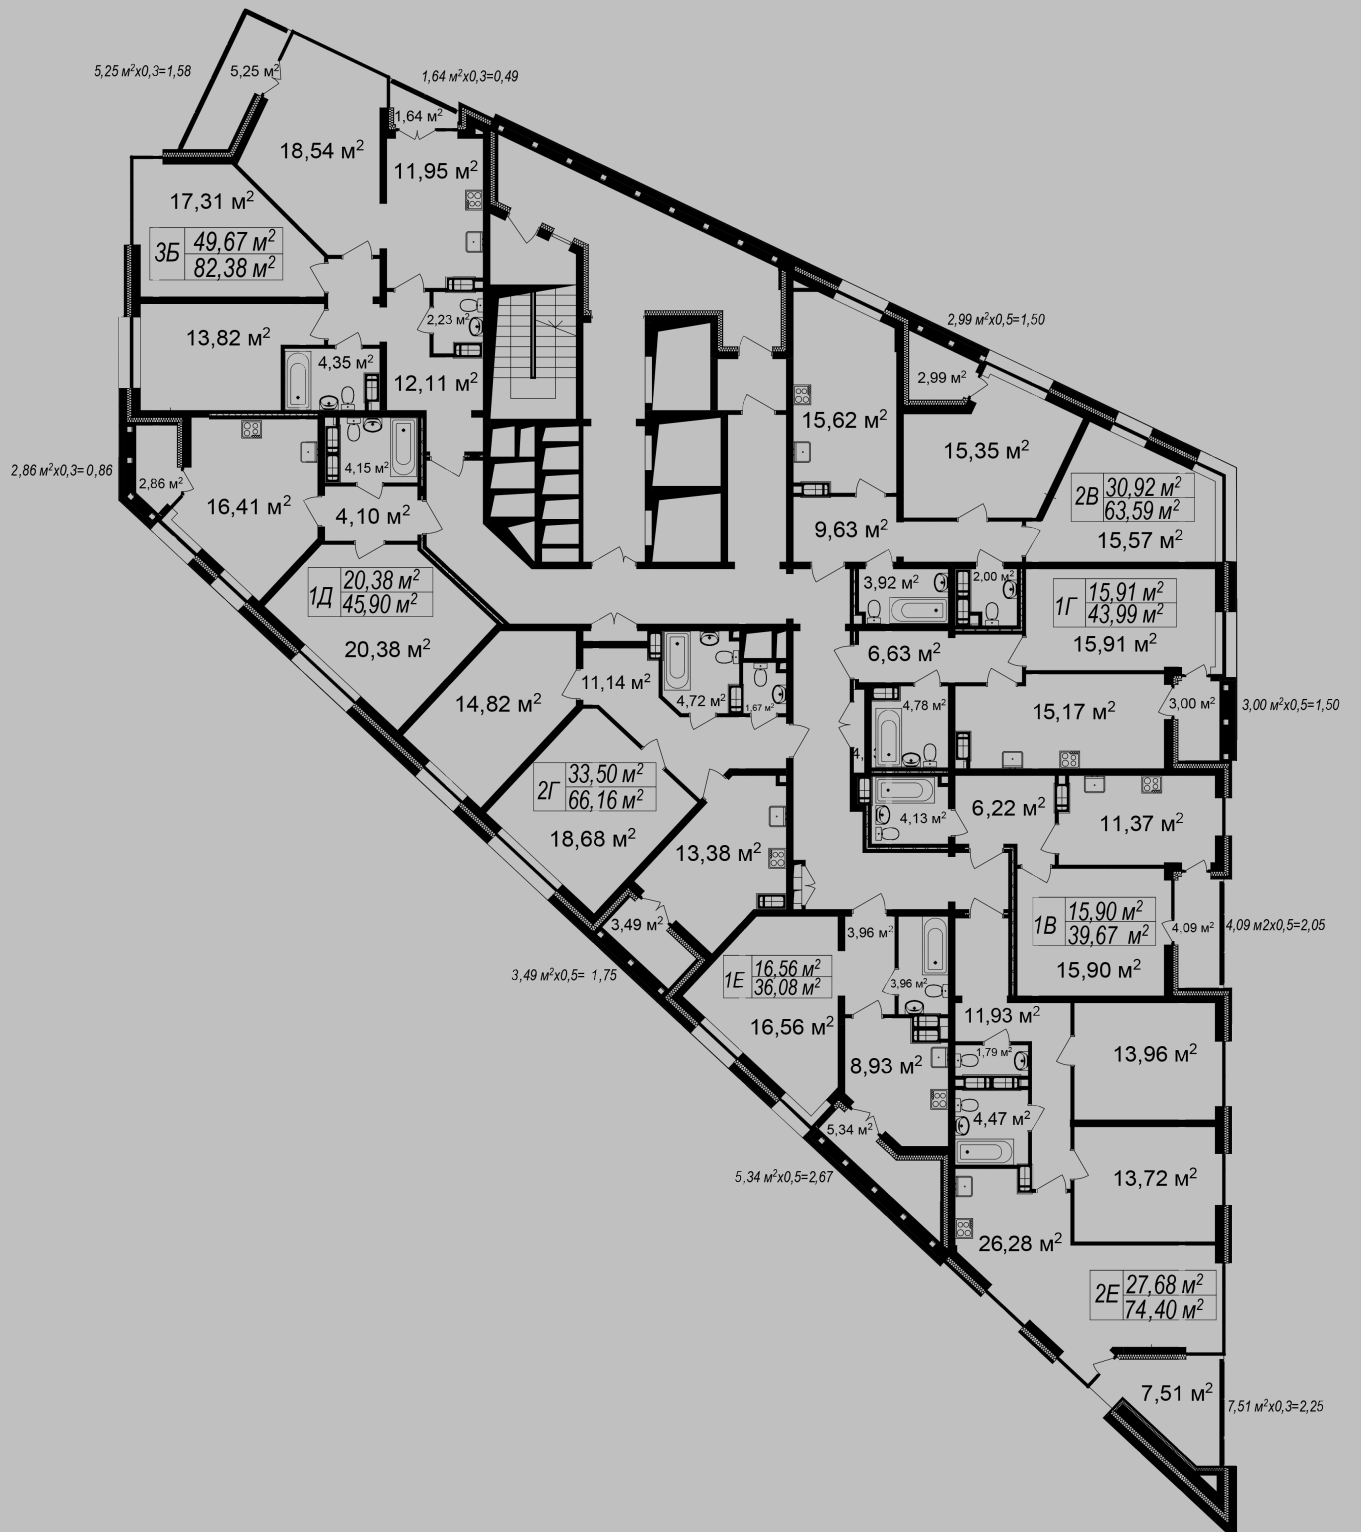 5,25 м²х0,3=1,58
5,25 м²
1,64 м²х0,3=0,49
1,64 м²
18,54 м²
11,95 м²
17,31 м²
3Б
49,67 м²
82,38 м²
2,23 м²
13,82 м²
4,35 м²
12,11 м²
2,99 м²х0,5=1,50
2,99 м²
15,62 м²
15,35 м²
2,86 м²х0,3= 0,86
2,86 м²
4,15 м²
16,41 м²
4,10 м²
2В
30,92 м²
63,59 м²
9,63 м²
15,57 м²
1Д
20,38 м²
45,90 м²
3,92 м²
2,00 м²
1Г
15,91 м²
43,99 м²
20,38 м²
6,63 м²
15,91 м²
11,14 м²
14,82 м²
4,72 м²
1,67 м²
4,78 м²
15,17 м²
3,00 м²
3,00 м²х0,5=1,50
2Г
33,50 м²
66,16 м²
18,68 м²
4,13 м²
6,22 м²
11,37 м²
13,38 м²
3,49 м²
3,96 м²
1В
15,90 м²
39,67 м²
4,09 м²
4,09 м2х0,5=2,05
3,49 м²х0,5= 1,75
1Е
16,56 м²
36,08 м²
3,96 м²
15,90 м²
16,56 м²
11,93 м²
8,93 м²
1,79 м²
13,96 м²
5,34 м²
4,47 м²
5,34 м²х0,5=2,67
13,72 м²
26,28 м²
2Е
27,68 м²
74,40 м²
7,51 м²
7,51 м²х0,3=2,25